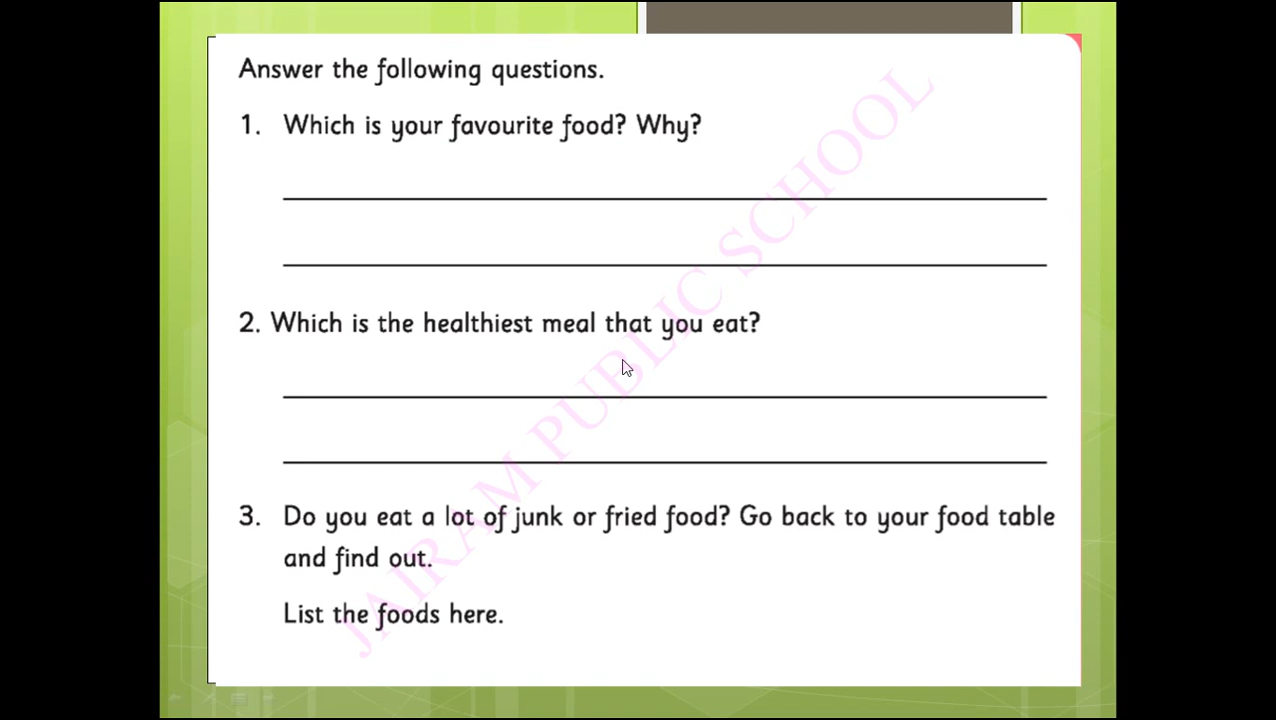 Answer the following questions.
1. Which is your favourite food? Why?
2. Which is the healthiest meal that you eat?
3. Do you eat a lot of junk or fried food? Go back to your food table
and find out.
List the foods here.
JAIRAM PUBLIC SCHOOL